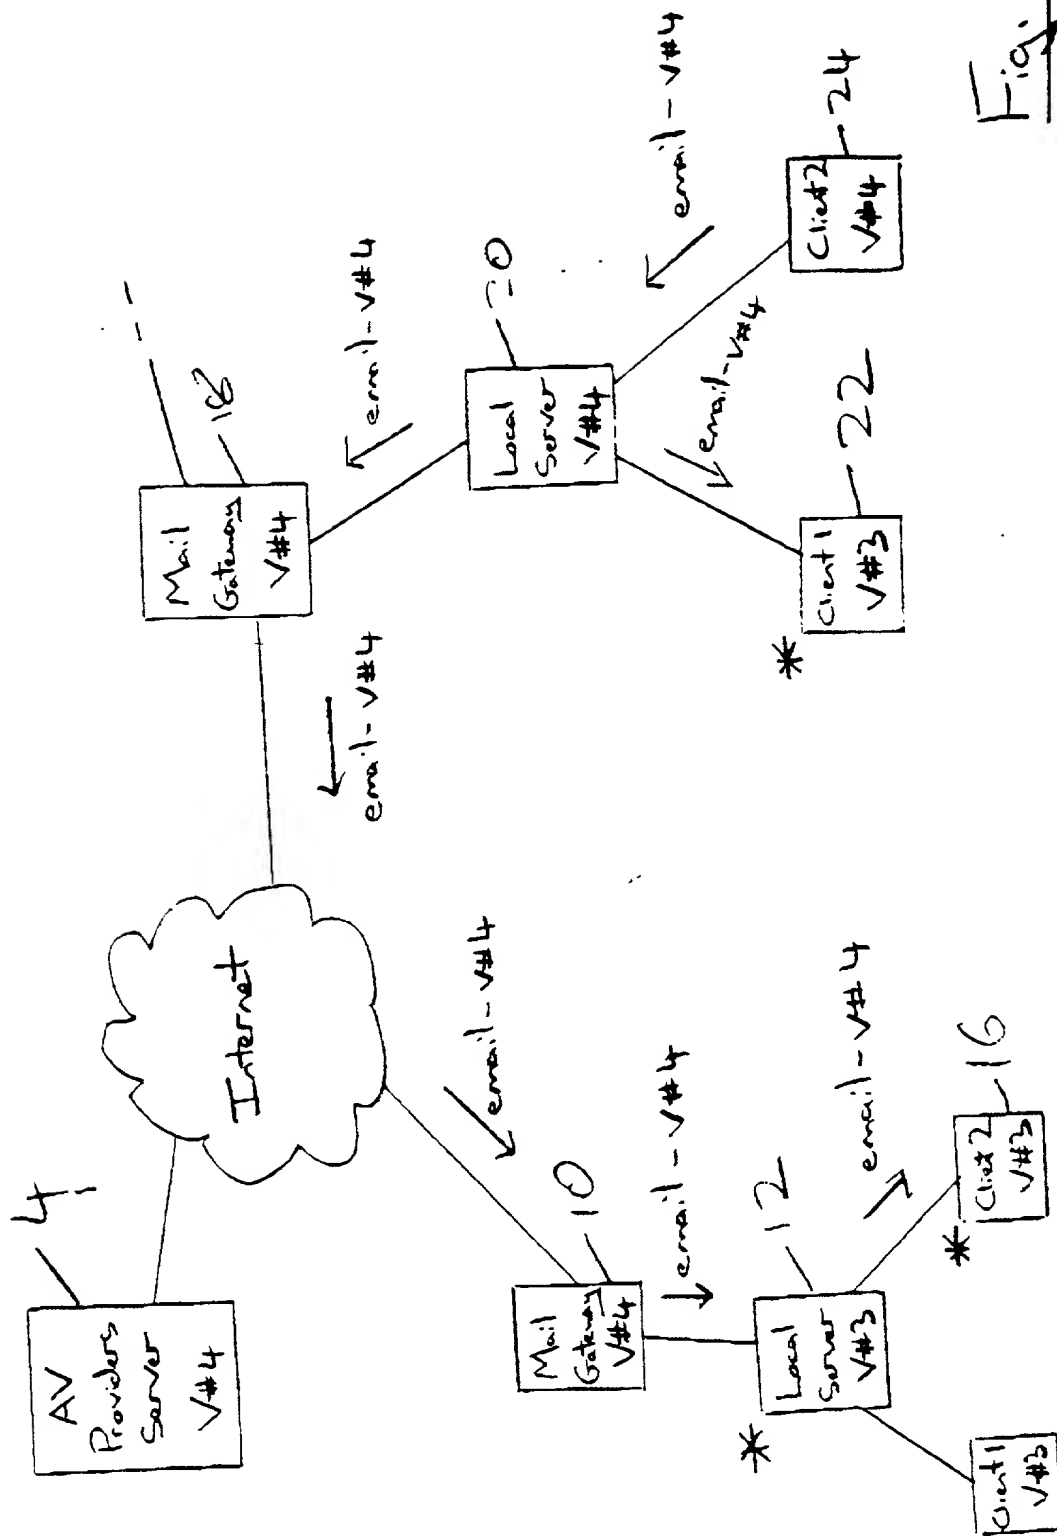 AV
Providers
Server
V#4
4
Internet
Mail
Gateway
V#4
18
email-V#4
email-V#4
Local
Server
V#4
20
email-V#4
email-V#4
Client 1
V#3
22
*
Client 2
V#4
24
email-V#4
Mail
Gateway
V#4
10
email-V#4
Local
Server
V#3
12
*
email-V#4
Client 1
V#3
Client 2
V#3
16
*
Fig.